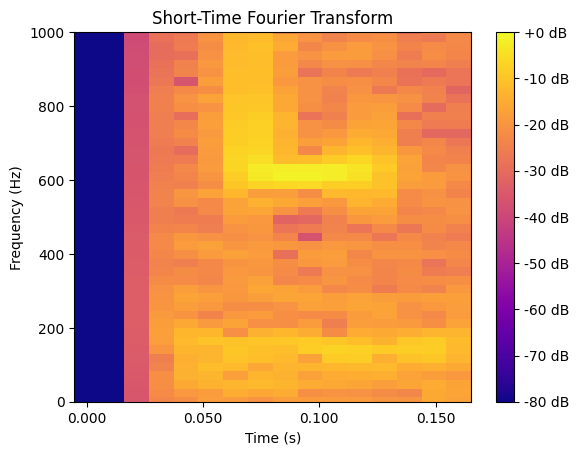 Short-Time Fourier Transform
1000
800
600
400
200
0
Frequency (Hz)
0.000
0.050
0.100
0.150
Time (s)
+0 dB
-10 dB
-20 dB
-30 dB
-40 dB
-50 dB
-60 dB
-70 dB
-80 dB